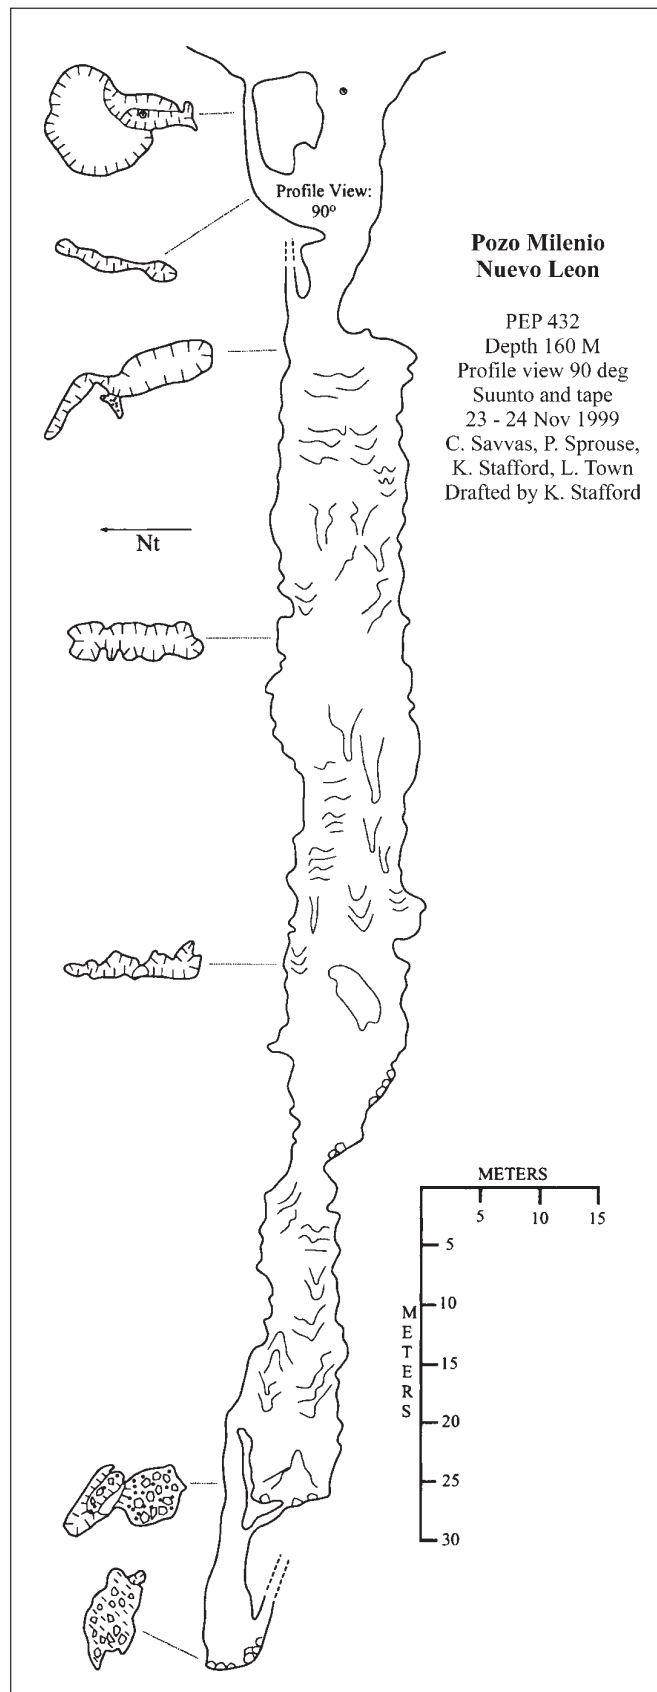 Profile View:
90°
Pozo Milenio
Nuevo Leon
PEP 432
Depth 160 M
Profile view 90 deg
Suunto and tape
23 - 24 Nov 1999
C. Savvas, P. Sprouse,
K. Stafford, L. Town
Drafted by K. Stafford
Nt
METERS
5 10 15
METERS
5
10
15
20
25
30